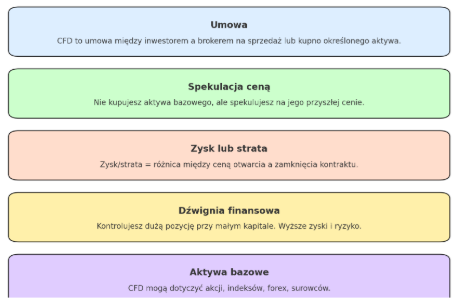 Umowa
CFD to umowa między inwestorem a brokerem na sprzedaż lub kupno określonego aktywa.
Spekulacja ceną
Nie kupujesz aktywa bazowego, ale spekulujesz na jego przyszłej cenie.
Zysk lub strata
Zysk/strata = różnica między ceną otwarcia a zamknięcia kontraktu.
Dźwignia finansowa
Kontrolujesz dużą pozycję przy małym kapitale. Wyższe zyski i ryzyko.
Aktywa bazowe
CFD mogą dotyczyć akcji, indeksów, forex, surowców.